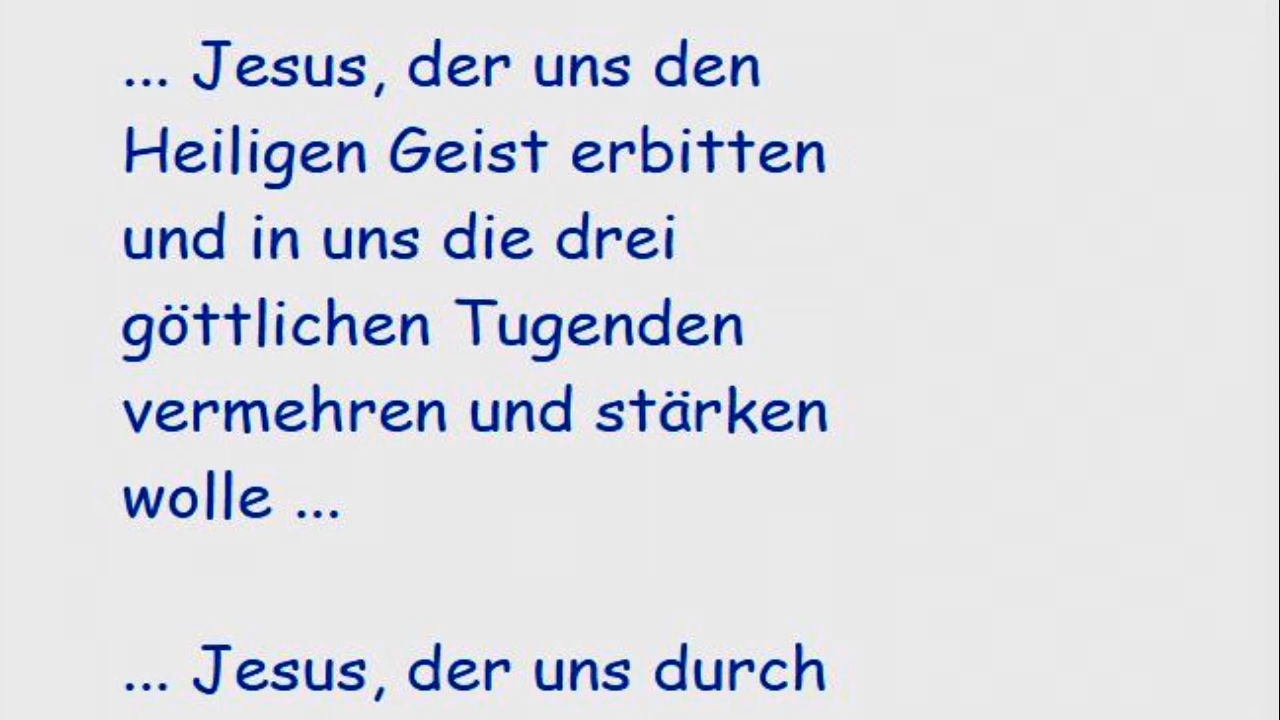 ... Jesus, der uns den
Heiligen Geist erbitten
und in uns die drei
göttlichen Tugenden
vermehren und stärken
wolle ...
... Jesus, der uns durch